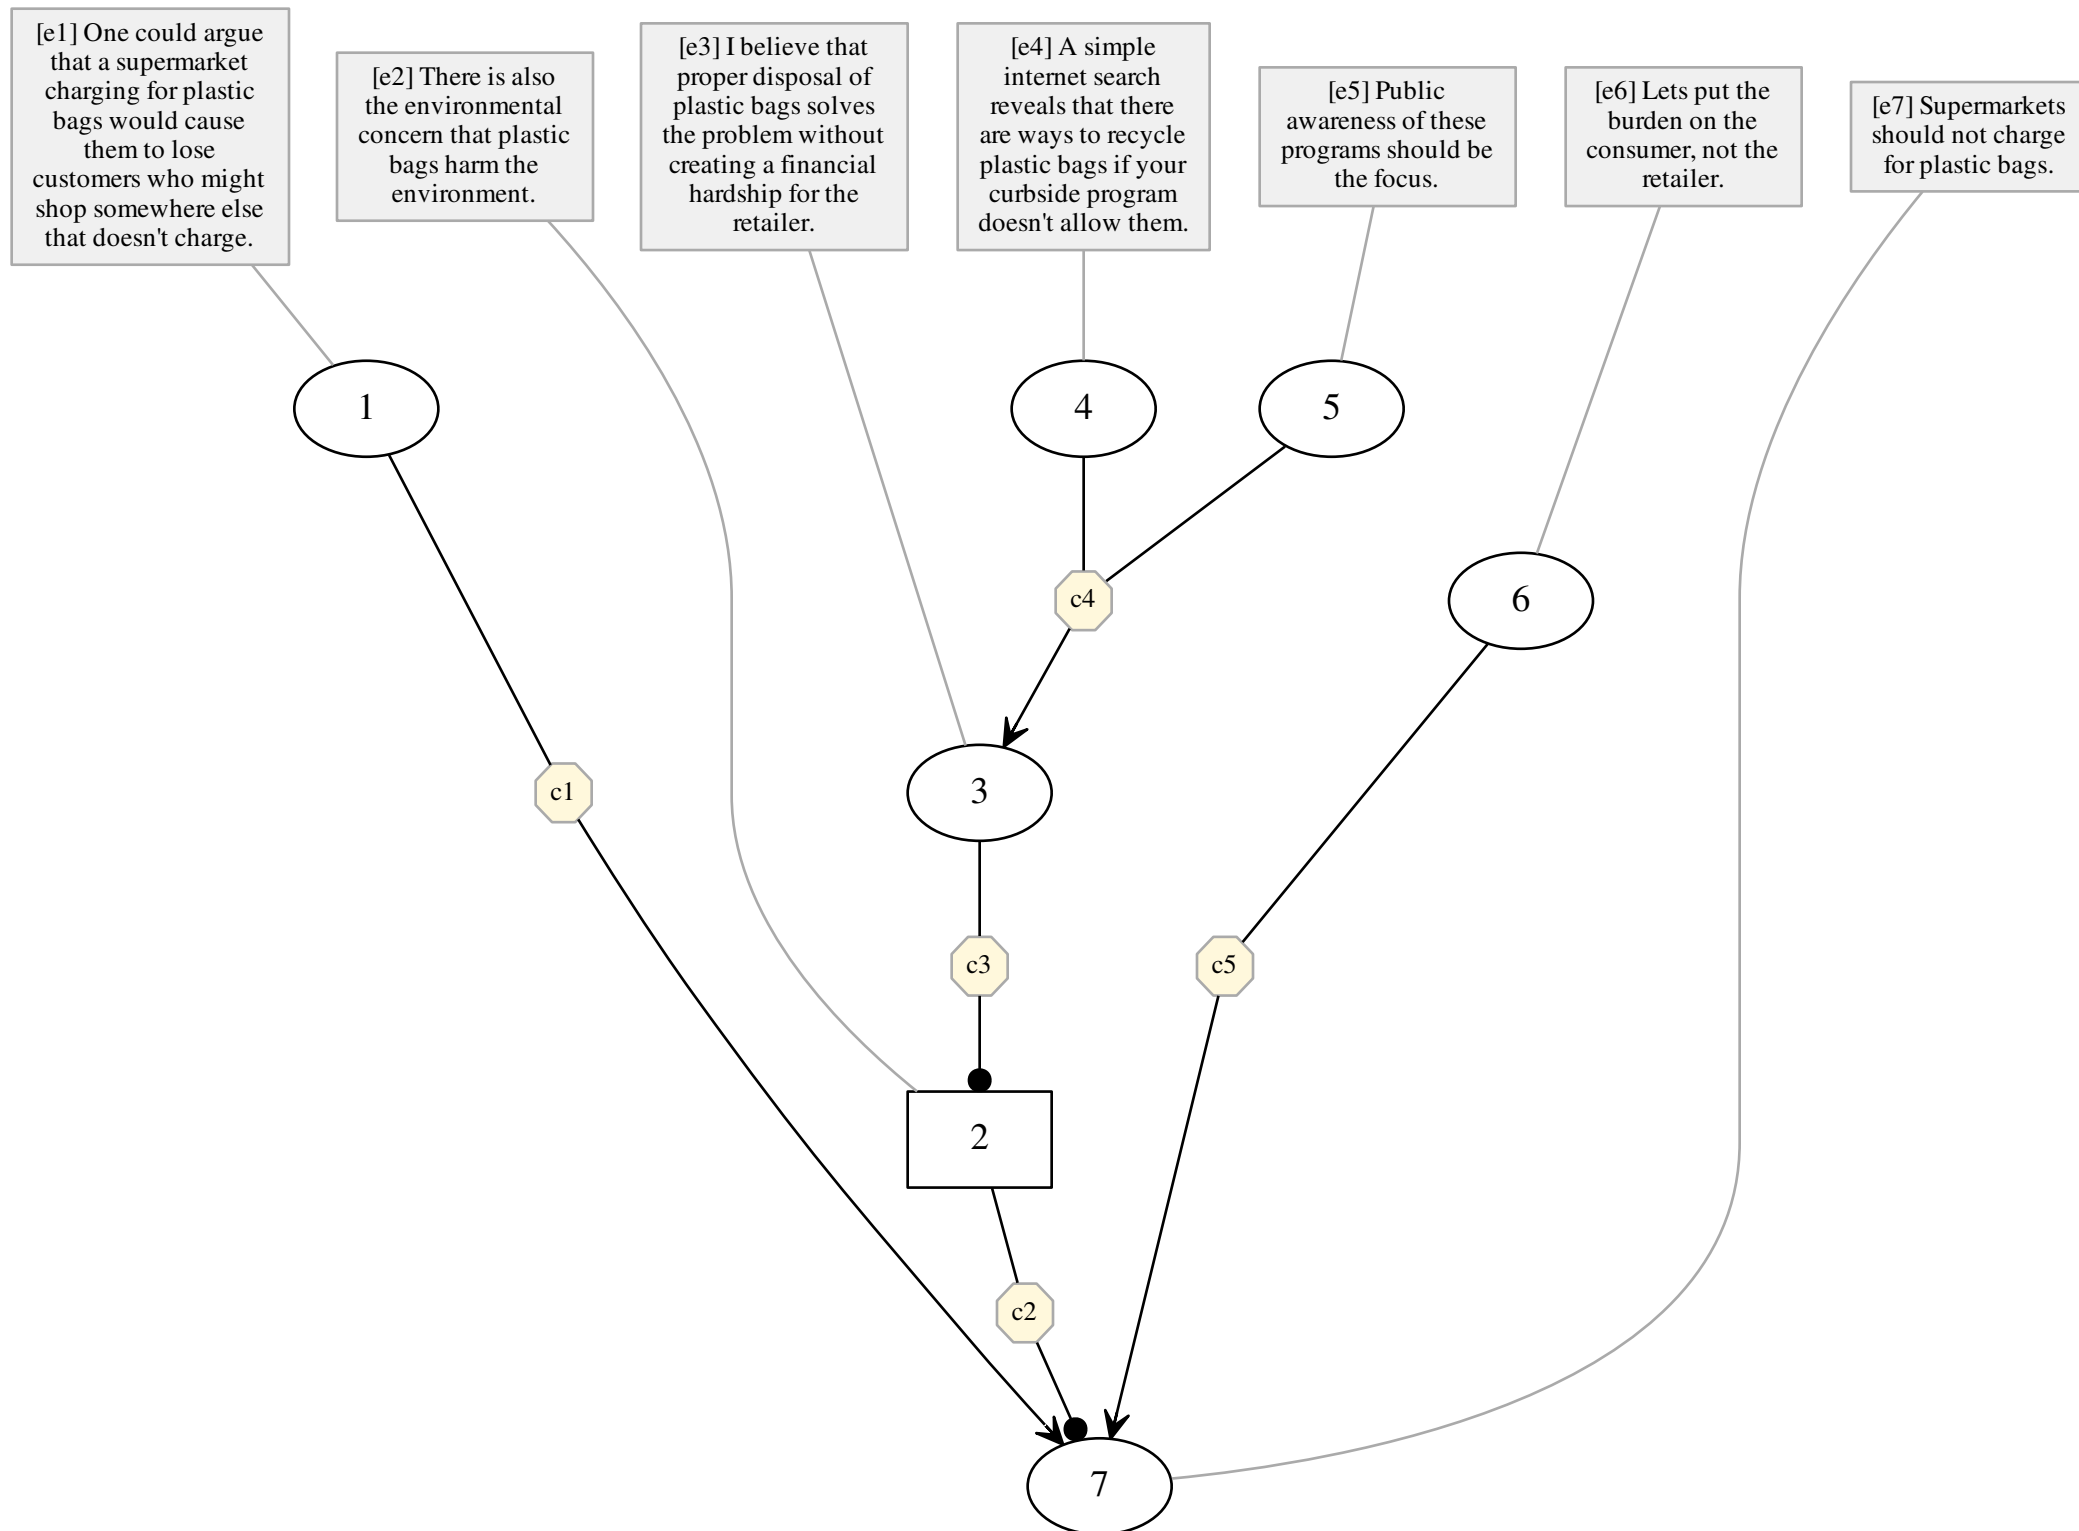 [e1] One could argue
that a supermarket
charging for plastic
bags would cause
them to lose
customers who might
shop somewhere else
that doesn't charge.
[e2] There is also
the environmental
concern that plastic
bags harm the
environment.
[e3] I believe that
proper disposal of
plastic bags solves
the problem without
creating a financial
hardship for the
retailer.
[e4] A simple
internet search
reveals that there
are ways to recycle
plastic bags if your
curbside program
doesn't allow them.
[e5] Public
awareness of these
programs should be
the focus.
[e6] Lets put the
burden on the
consumer, not the
retailer.
[e7] Supermarkets
should not charge
for plastic bags.
1
4
5
c4
6
c1
3
c3
c5
2
c2
7